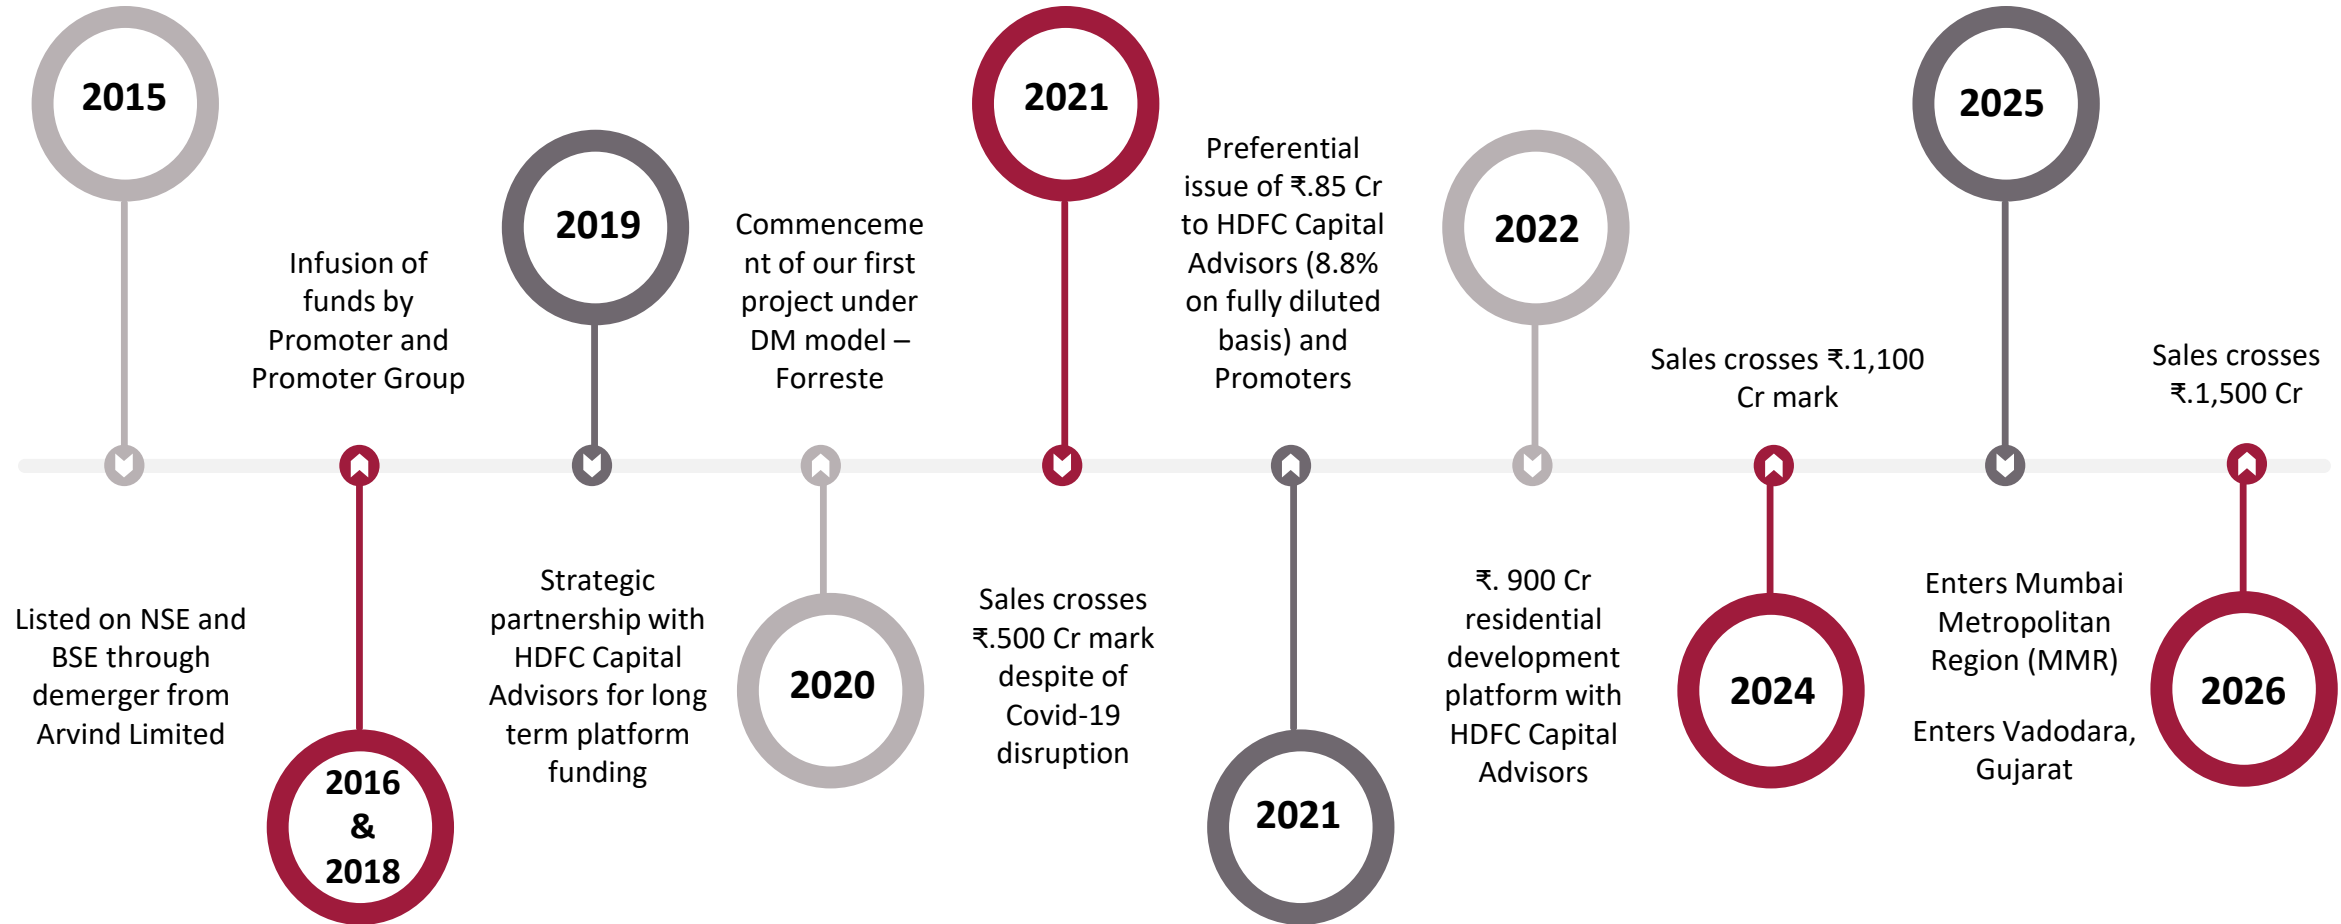 2015
Listed on NSE and
BSE through
demerger from
Arvind Limited
Infusion of
funds by
Promoter and
Promoter Group
2016
&
2018
2019
Strategic
partnership with
HDFC Capital
Advisors for long
term platform
funding
Commenceme
nt of our first
project under
DM model –
Forreste
2020
2021
Sales crosses
₹.500 Cr mark
despite of
Covid-19
disruption
Preferential
issue of ₹.85 Cr
to HDFC Capital
Advisors (8.8%
on fully diluted
basis) and
Promoters
2021
2022
₹. 900 Cr
residential
development
platform with
HDFC Capital
Advisors
Sales crosses ₹.1,100
Cr mark
2024
2025
Enters Mumbai
Metropolitan
Region (MMR)
Enters Vadodara,
Gujarat
Sales crosses
₹.1,500 Cr
2026